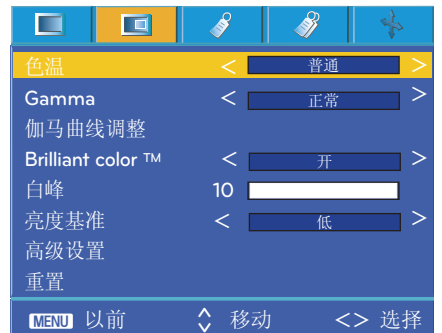 色温 < 普通 >
Gamma < 正常 >
伽马曲线调整
Brilliant color ™ < 开 >
白峰 10
亮度基准 < 低 >
高级设置
重置
MENU 以前 移动 <> 选择